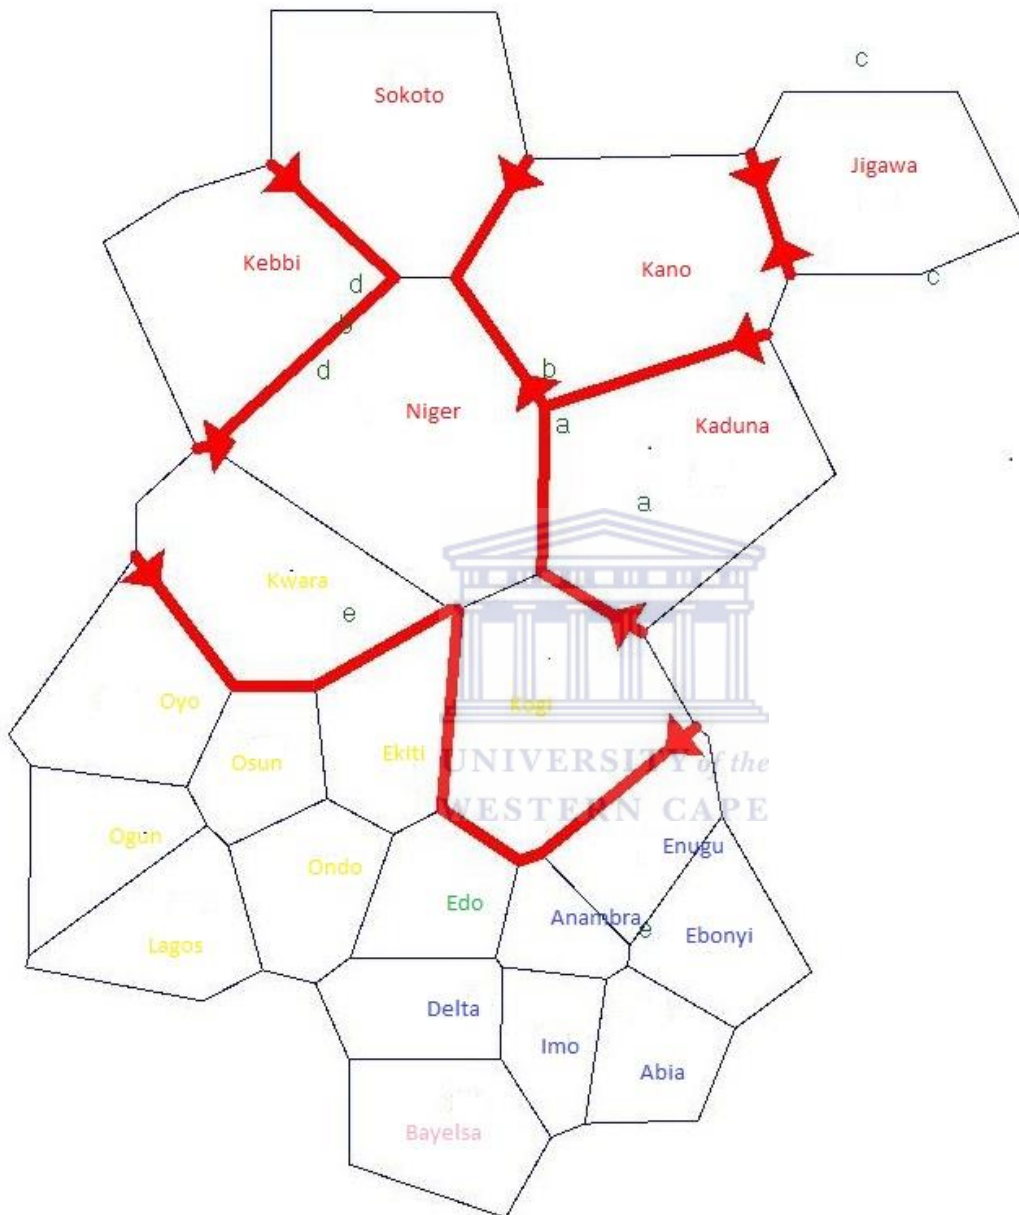 c
Sokoto
Jigawa
Kebbi
Kano
c
d
b
d
b
Niger
a
Kaduna
a
Kwara
e
Oyo
Kogi
Osun
Ekiti
UNIVERSITY of the
WESTERN CAPE
Ogun
Enugu
Ondo
Edo
Anambra
e
Ebonyi
Lagos
Delta
Imo
Abia
Bayelsa